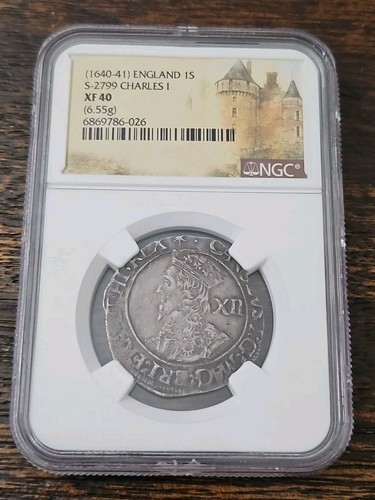 (1640-41) ENGLAND 1S
S-2799 CHARLES I
XF 40
(6.55g)
6869786-026
NGC®
XII